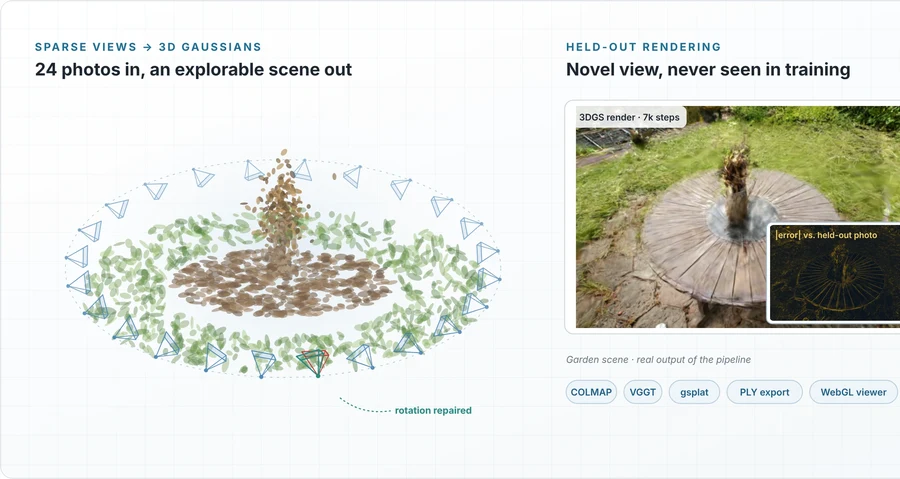 SPARSE VIEWS → 3D GAUSSIANS
24 photos in, an explorable scene out
rotation repaired
HELD-OUT RENDERING
Novel view, never seen in training
3DGS render · 7k steps
|error| vs. held-out photo
Garden scene · real output of the pipeline
COLMAP VGGT gsplat PLY export WebGL viewer